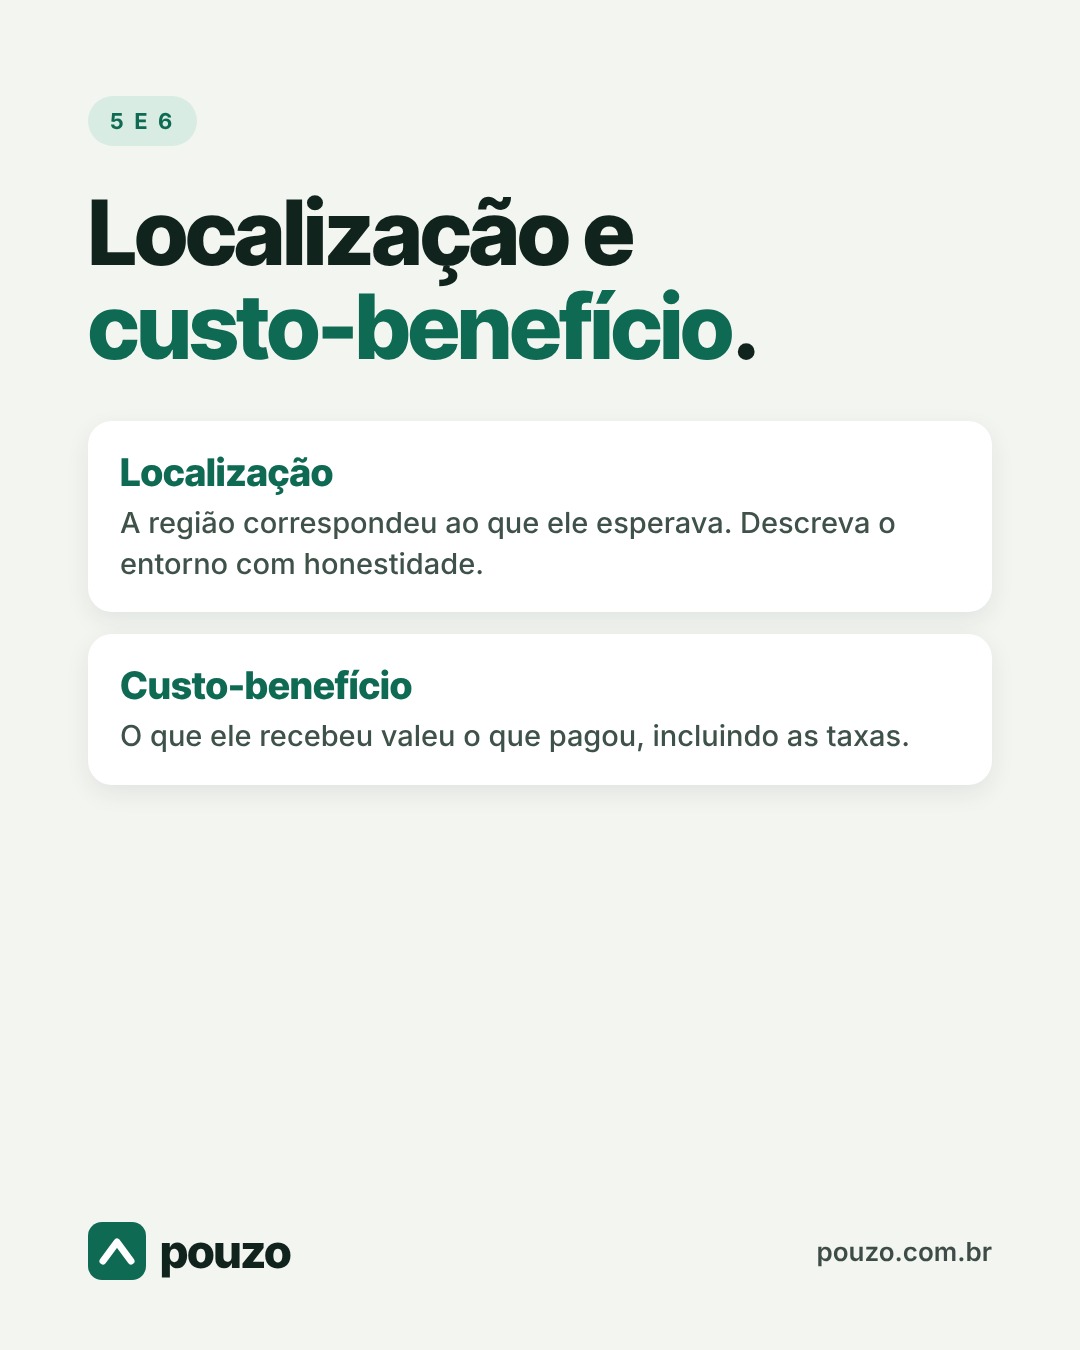 5 E 6
Localização e
custo-benefício.
Localização
A região correspondeu ao que ele esperava. Descreva o
entorno com honestidade.
Custo-benefício
O que ele recebeu valeu o que pagou, incluindo as taxas.
pouzo
pouzo.com.br